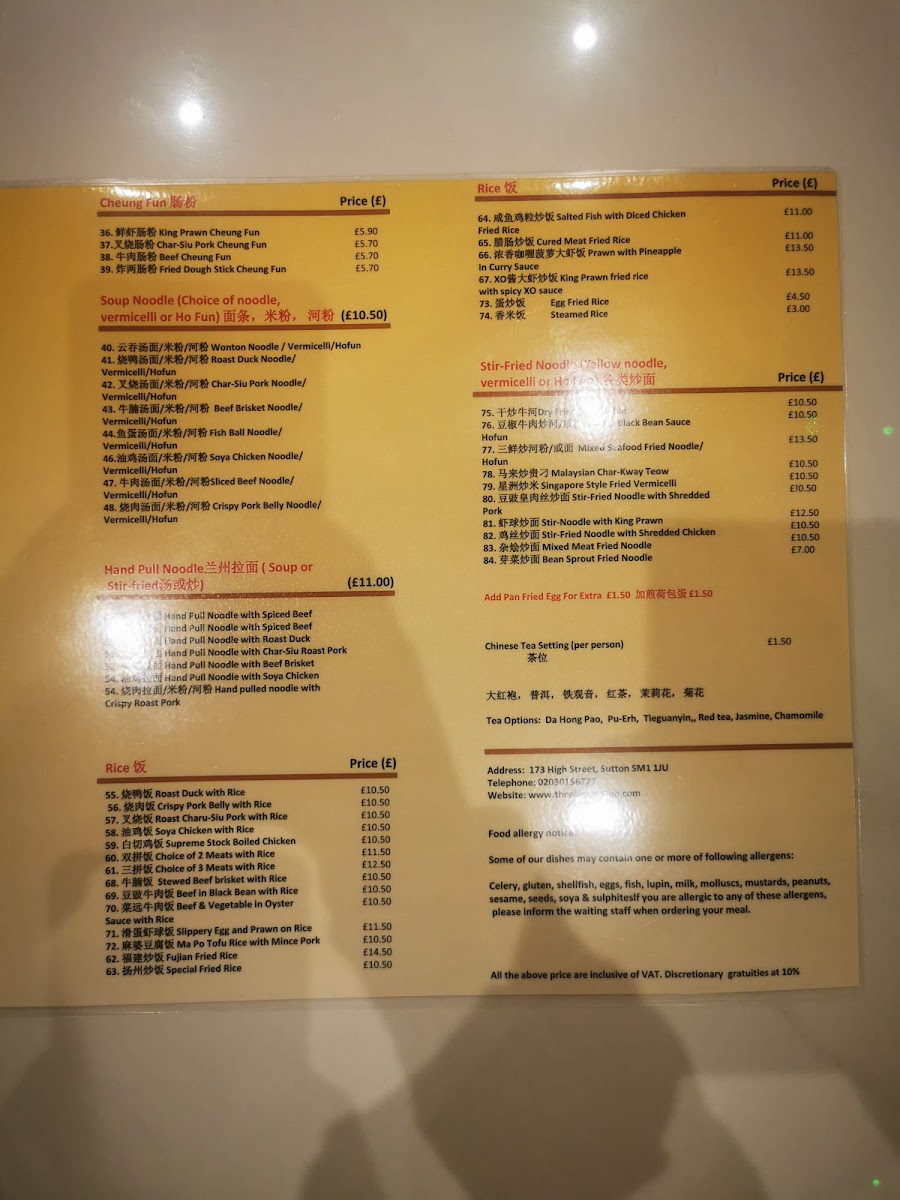 Cheung Fun 肠粉 Price (£)
36. 鲜虾肠粉 King Prawn Cheung Fun £5.90
37.叉烧肠粉 Char-Siu Pork Cheung Fun £5.70
38. 牛肉肠粉 Beef Cheung Fun £5.70
39. 炸两肠粉 Fried Dough Stick Cheung Fun £5.70
Soup Noodle (Choice of noodle,
vermicelli or Ho Fun) 面条，米粉， 河粉 (£10.50)
40. 云吞汤面/米粉/河粉 Wonton Noodle / Vermicelli/Hofun
41. 烧鸭汤面/米粉/河粉 Roast Duck Noodle/
Vermicelli/Hofun
42. 叉烧汤面/米粉/河粉 Char-Siu Pork Noodle/
Vermicelli/Hofun
43. 牛腩汤面/米粉/河粉 Beef Brisket Noodle/
Vermicelli/Hofun
44.鱼蛋汤面/米粉/河粉 Fish Ball Noodle/
Vermicelli/Hofun
46.油鸡汤面/米粉/河粉 Soya Chicken Noodle/
Vermicelli/Hofun
47. 牛肉汤面/米粉/河粉Sliced Beef Noodle/
Vermicelli/Hofun
48. 烧肉汤面/米粉/河粉 Crispy Pork Belly Noodle/
Vermicelli/Hofun
Hand Pull Noodle兰州拉面 ( Soup or
Stir-fried汤或炒) (£11.00)
Hand Pull Noodle with Spiced Beef
Hand Pull Noodle with Spiced Beef
Hand Pull Noodle with Roast Duck
Hand Pull Noodle with Char-Siu Roast Pork
Hand Pull Noodle with Beef Brisket
54. Hand Pull Noodle with Soya Chicken
54. 烧肉拉面/米粉/河粉 Hand pulled noodle with
Crispy Roast Pork
Rice 饭 Price (£)
55. 烧鸭饭 Roast Duck with Rice £10.50
56. 烧肉饭 Crispy Pork Belly with Rice £10.50
57. 叉烧饭 Roast Charu-Siu Pork with Rice £10.50
58. 油鸡饭 Soya Chicken with Rice £10.50
59. 白切鸡饭 Supreme Stock Boiled Chicken £10.50
60. 双拼饭 Choice of 2 Meats with Rice £11.50
61. 三拼饭 Choice of 3 Meats with Rice £12.50
68. 牛腩饭 Stewed Beef brisket with Rice £10.50
69. 豆豉牛肉饭 Beef in Black Bean with Rice £10.50
70. 菜远牛肉饭 Beef & Vegetable in Oyster £10.50
Sauce with Rice
71. 滑蛋虾球饭 Slippery Egg and Prawn on Rice £11.50
72. 麻婆豆腐饭 Ma Po Tofu Rice with Mince Pork £10.50
62. 福建炒饭 Fujian Fried Rice £14.50
63. 扬州炒饭 Special Fried Rice £10.50
Rice 饭 Price (£)
64. 咸鱼鸡粒炒饭 Salted Fish with Diced Chicken £11.00
Fried Rice
65. 腊肠炒饭 Cured Meat Fried Rice £11.00
66. 浓香咖喱菠萝大虾饭 Prawn with Pineapple £13.50
In Curry Sauce
67. XO酱大虾炒饭 King Prawn fried rice £13.50
with spicy XO sauce
73. 蛋炒饭 Egg Fried Rice £4.50
74. 香米饭 Steamed Rice £3.00
Stir-Fried Noodle (Yellow noodle,
vermicelli or Ho 各类炒面 Price (£)
75. 干炒牛河Dry Fried £10.50
76. 豆椒牛肉炒河 Black Bean Sauce £10.50
Hofun
77. 三鲜炒河粉/或面 Mixed Seafood Fried Noodle/ £13.50
Hofun
78. 马来炒贵刁 Malaysian Char-Kway Teow £10.50
79. 星洲炒米 Singapore Style Fried Vermicelli £10.50
80. 豆豉皇肉丝炒面 Stir-Fried Noodle with Shredded £l0.50
Pork
81. 虾球炒面 Stir-Noodle with King Prawn £12.50
82. 鸡丝炒面 Stir-Fried Noodle with Shredded Chicken £10.50
83. 杂烩炒面 Mixed Meat Fried Noodle £10.50
84. 芽菜炒面 Bean Sprout Fried Noodle £7.00
Add Pan Fried Egg For Extra £1.50 加煎荷包蛋 £1.50
Chinese Tea Setting (per person) £1.50
茶位
大红袍， 普洱， 铁观音， 红茶， 茉莉花， 菊花
Tea Options: Da Hong Pao, Pu-Erh, Tieguanyin,, Red tea, Jasmine, Chamomile
Address: 173 High Street, Sutton SM1 1JU
Telephone: 02030156777
Website:
Food allergy notice
Some of our dishes may contain one or more of following allergens:
Celery, gluten, shellfish, eggs, fish, lupin, milk, molluscs, mustards, peanuts,
sesame, seeds, soya & sulphitesIf you are allergic to any of these allergens,
please inform the waiting staff when ordering your meal.
All the above price are inclusive of VAT. Discretionary gratuities at 10%